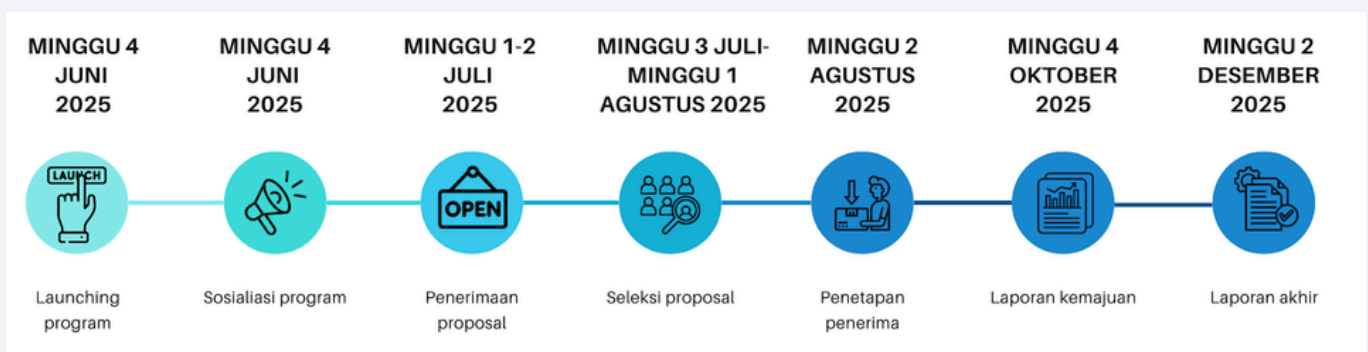 MINGGU 4
JUNI
2025
MINGGU 4
JUNI
2025
MINGGU 1-2
JULI
2025
MINGGU 3 JULI-
MINGGU 1
AGUSTUS 2025
MINGGU 2
AGUSTUS
2025
MINGGU 4
OKTOBER
2025
MINGGU 2
DESEMBER
2025
LAUNCH
OPEN
Launching
program
Sosialiasi program
Penerimaan
proposal
Seleksi proposal
Penetapan
penerima
Laporan kemajuan
Laporan akhir